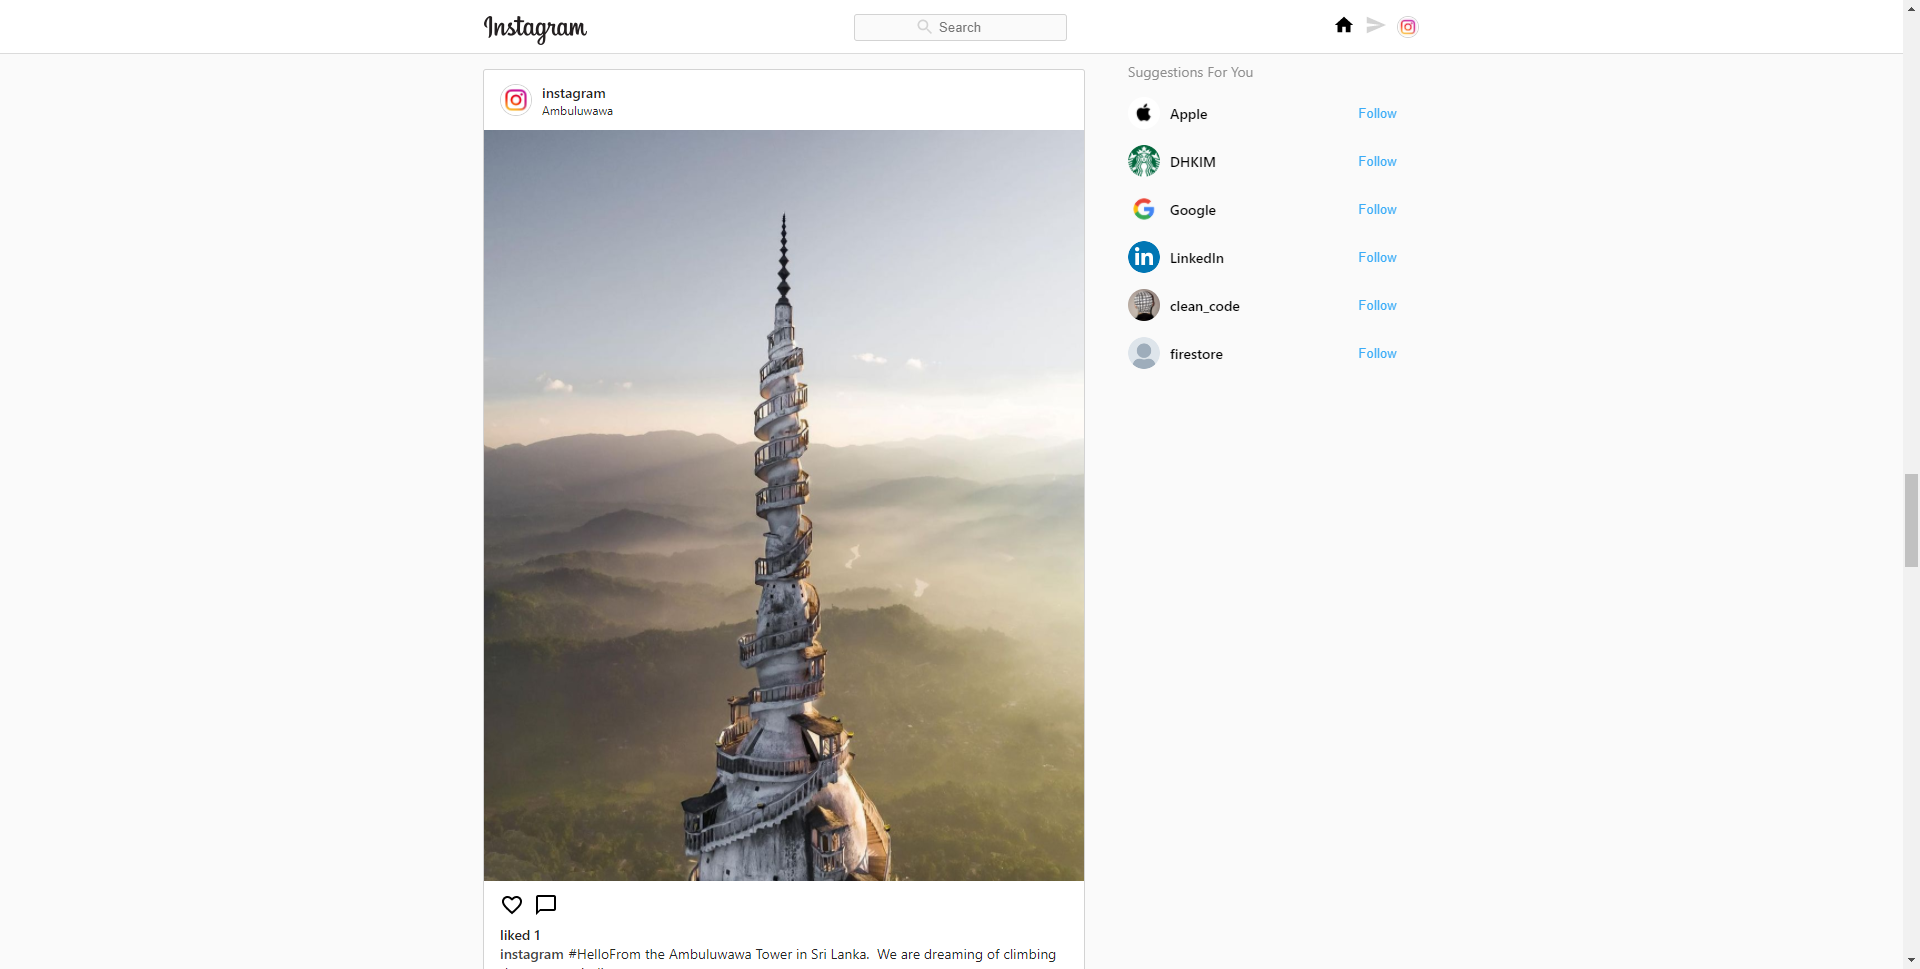 Instagram
Search
instagram
Ambuluwawa
liked 1
instagram #HelloFrom the Ambuluwawa Tower in Sri Lanka.  We are dreaming of climbing
Suggestions For You
Apple Follow
DHKIM Follow
Google Follow
LinkedIn Follow
clean_code Follow
firestore Follow